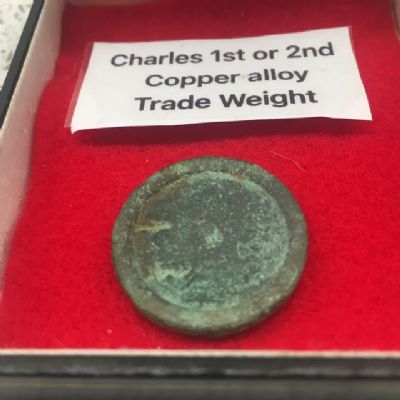 Charles 1st or 2nd
Copper alloy
Trade Weight